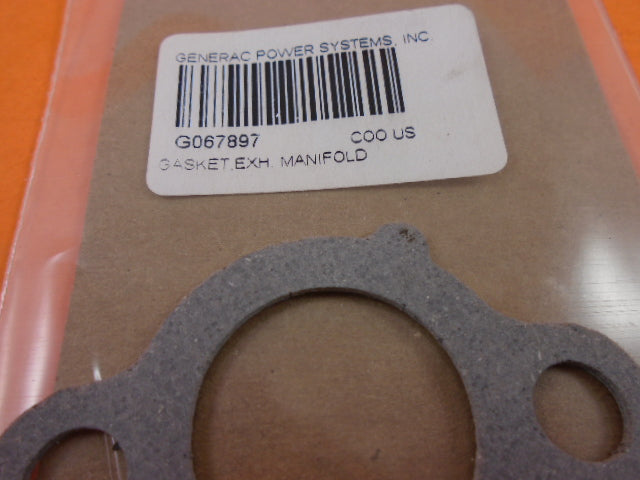 GENERAC POWER SYSTEMS, INC.
G067897 COO US
GASKET,EXH. MANIFOLD